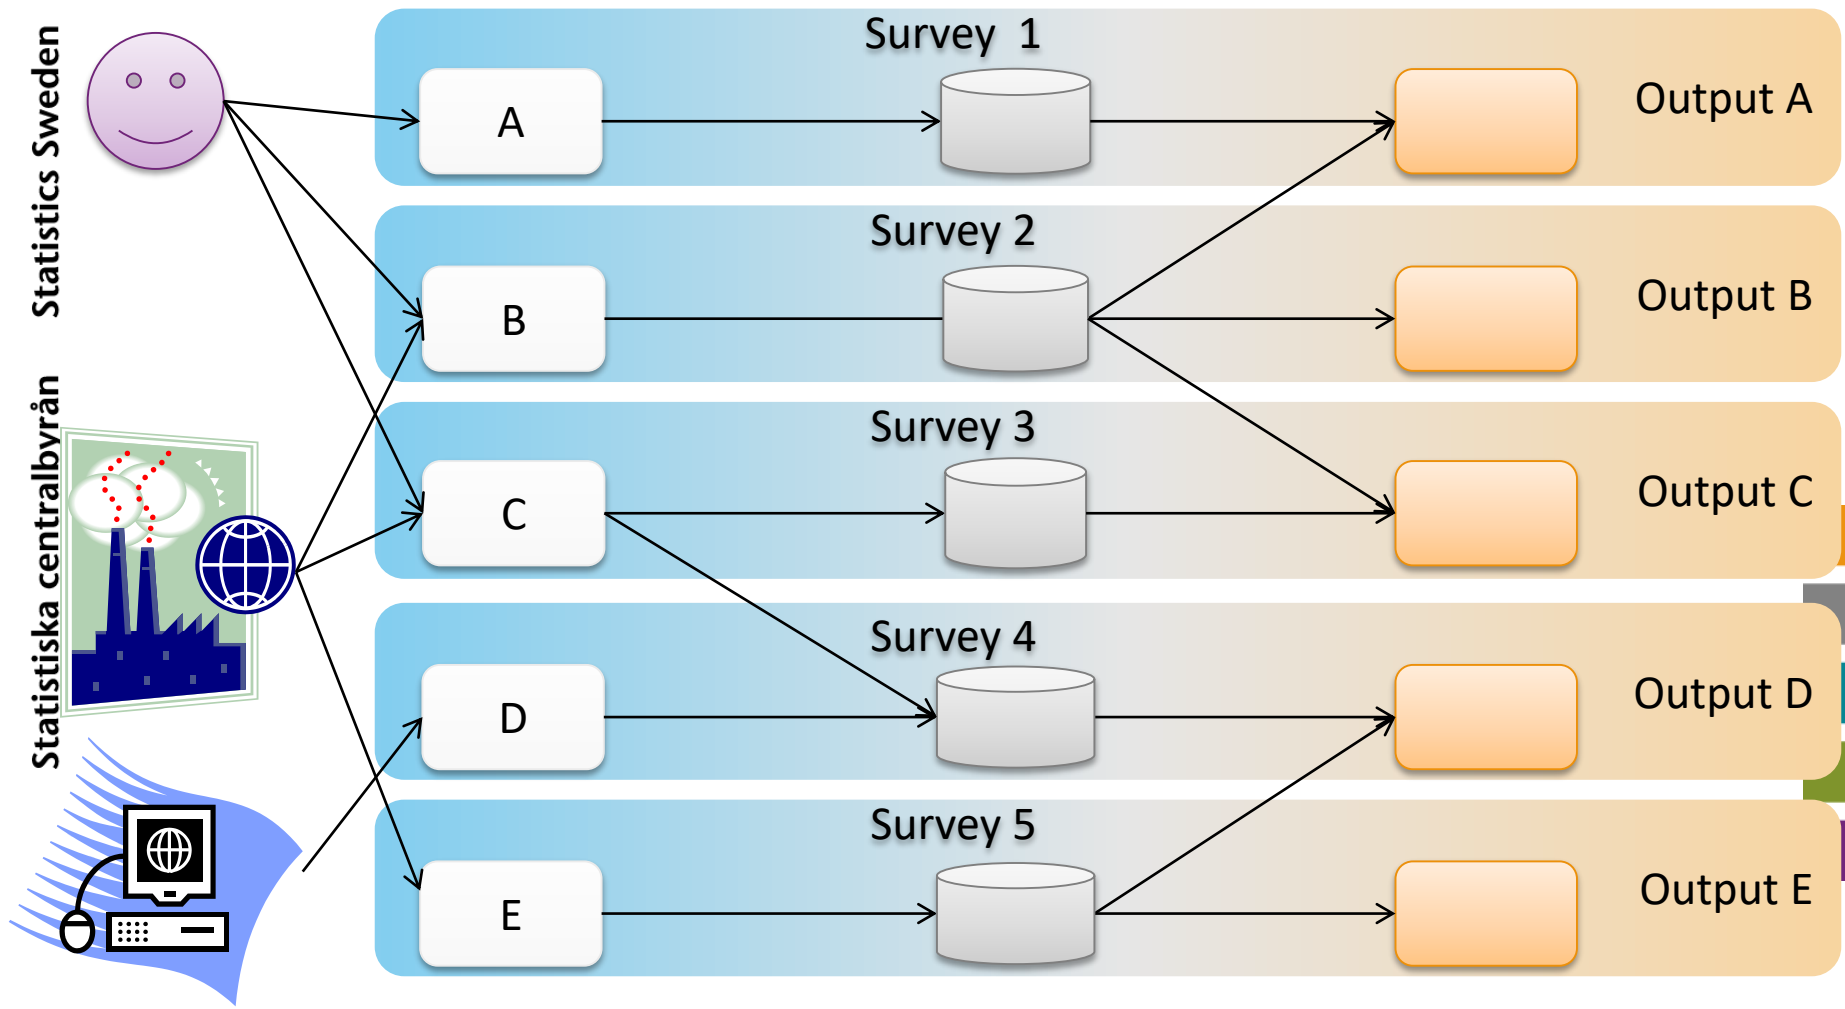 Statistics Sweden
Statistiska centralbyrån
Survey 1
A
Output A
Survey 2
B
Output B
Survey 3
C
Output C
Survey 4
D
Output D
Survey 5
E
Output E